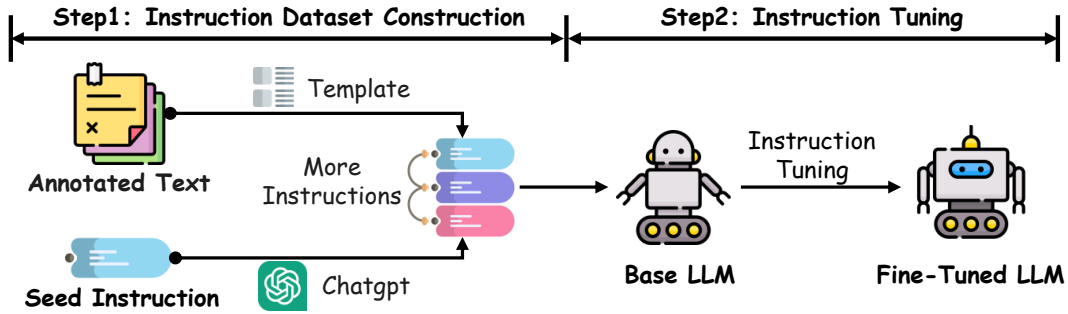 Step1: Instruction Dataset Construction
Step2: Instruction Tuning
Template
Annotated Text
More
Instructions
Instruction
Tuning
Chatgpt
Seed Instruction
Base LLM
Fine-Tuned LLM